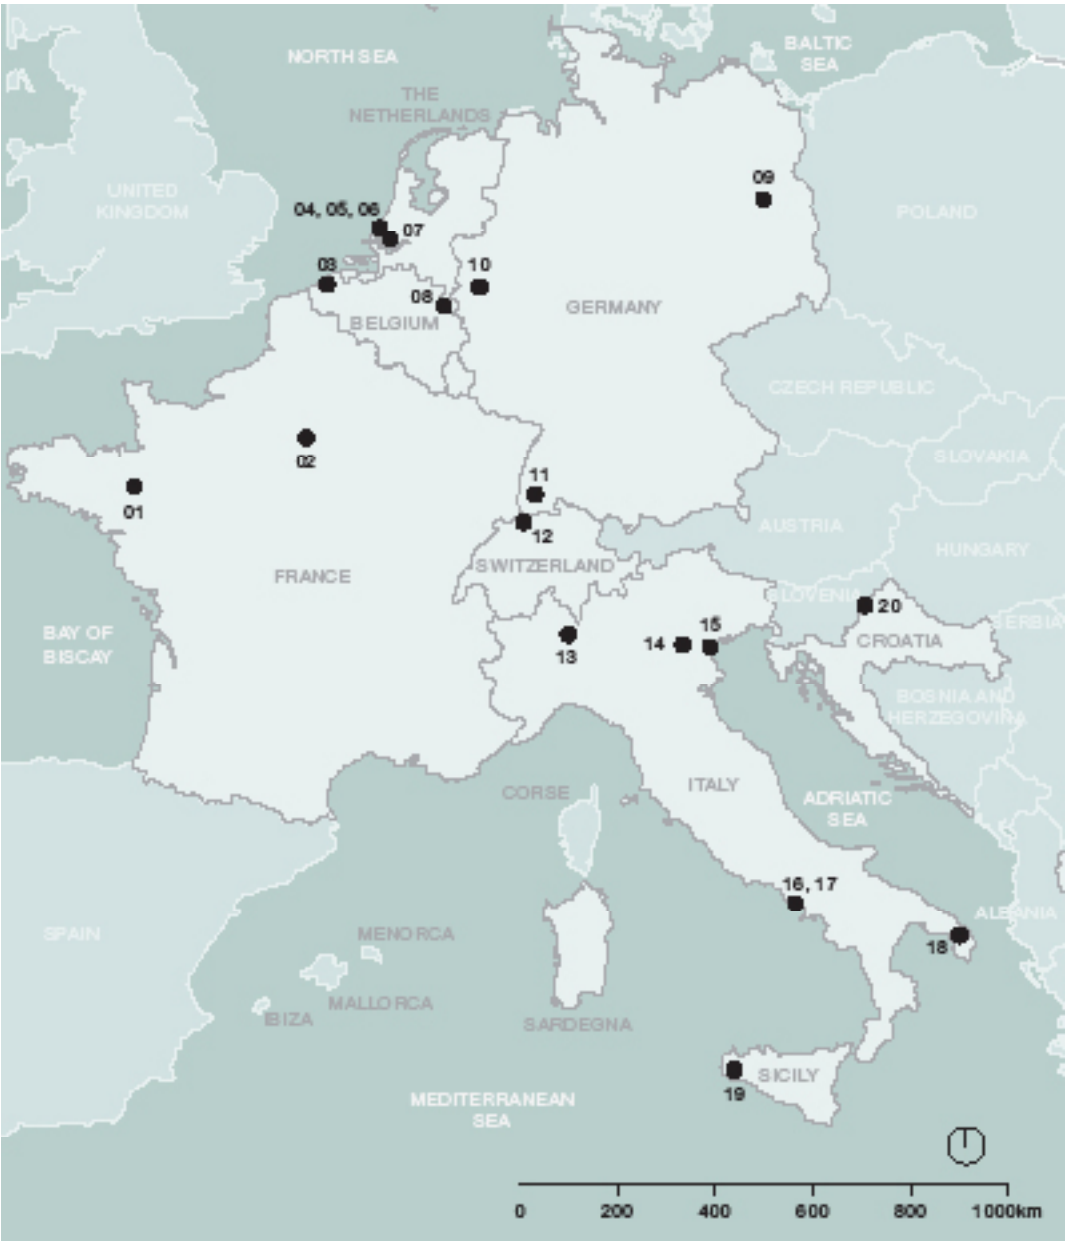 NORTH SEA
BALTIC
SEA
THE
NETHERLANDS
UNITED
KINGDOM
09
POLAND
04, 05, 06
07
03
10
08
GERMANY
BELGIUM
CZECH REPUBLIC
02
SLOVAKIA
11
01
AUSTRIA
12
HUNGARY
SWITZERLAND
FRANCE
SLOVENIA
20
SERBIA
15
BAY OF
BISCAY
14
CROATIA
13
BOSNIA AND
HERZEGOVINA
ITALY
CORSE
ADRIATIC
SEA
16, 17
ALBANIA
SPAIN
MENORCA
18
MALLORCA
IBIZA
SARDEGNA
SICILY
19
MEDITERRANEAN
SEA
0 200 400 600 800 1000km